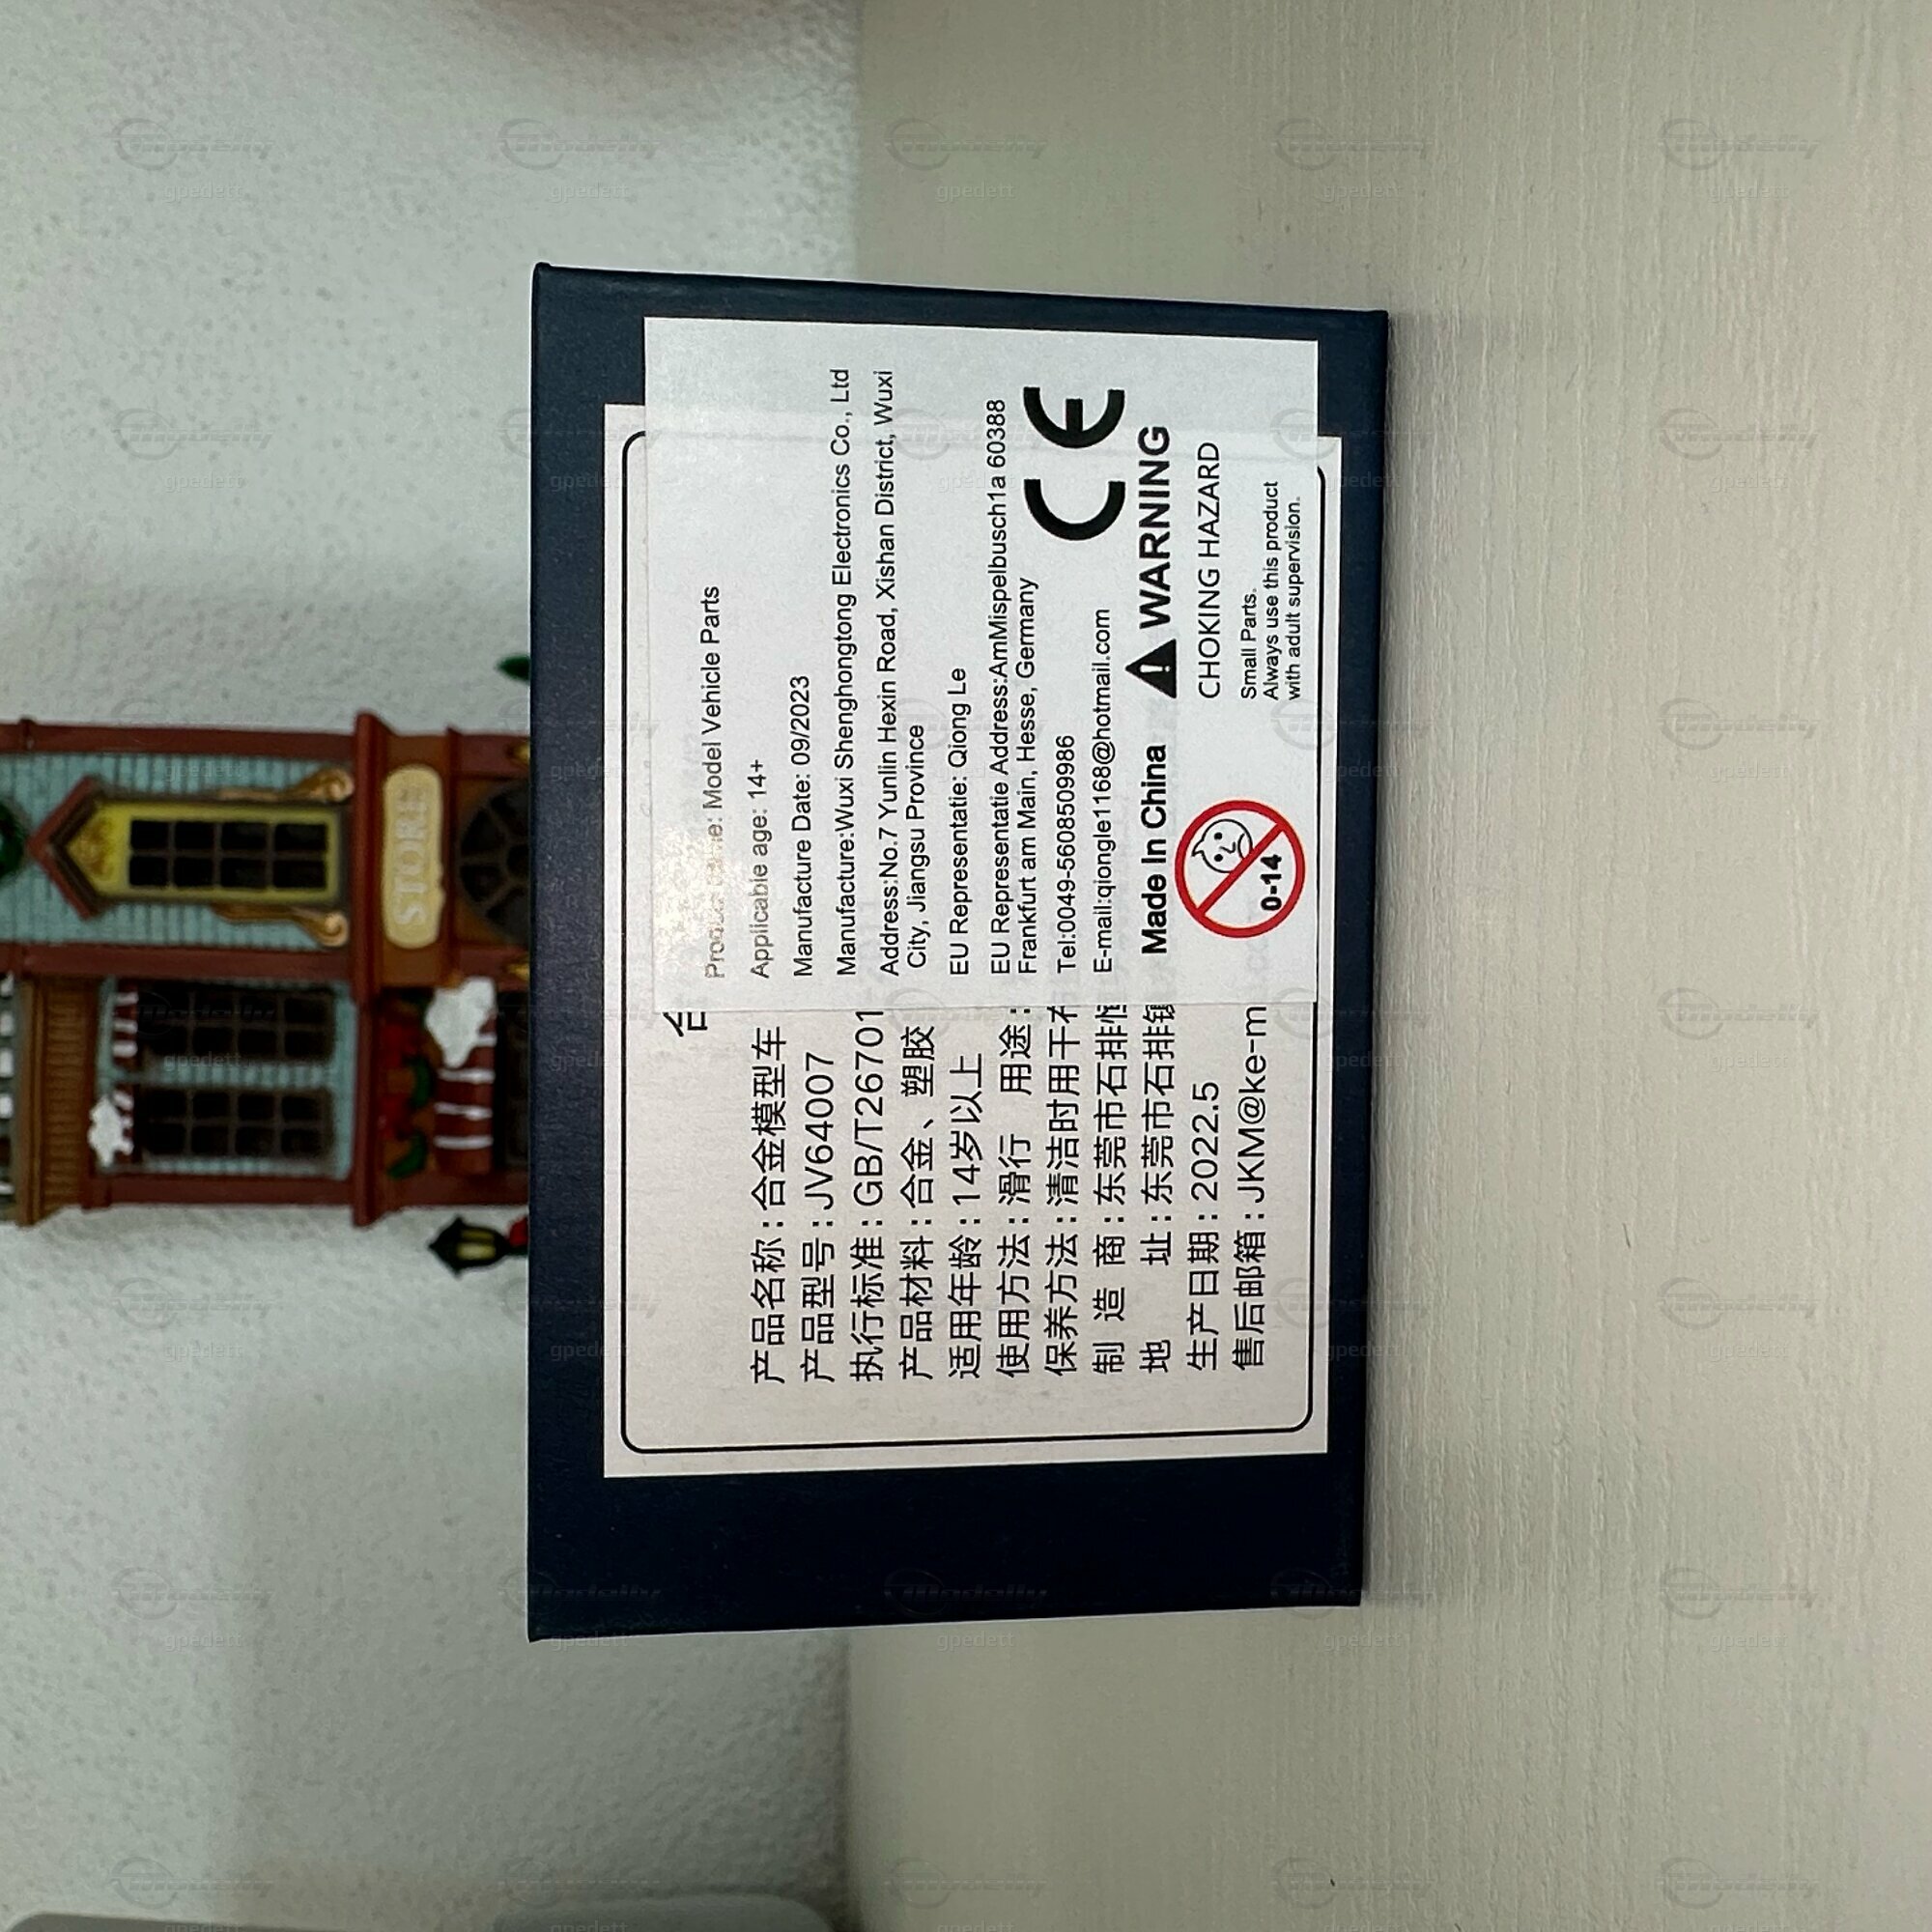 Product Name: Model Vehicle Parts
Applicable age: 14+
Manufacture Date: 09/2023
Manufacture:Wuxi Shenghongtong Electronics Co., Ltd
Address:No.7 Yunlin Hexin Road, Xishan District, Wuxi
City, Jiangsu Province
EU Representatie: Qiong Le
EU Representatie Address:AmMispelbusch1a 60388
Frankfurt am Main, Hesse, Germany
Tel:0049-5608509986
E-mail:qiongle1168@hotmail.com
CE
Made In China
WARNING
CHOKING HAZARD
Small Parts.
Always use this product
with adult supervision.
0-14
合
产品名称:合金模型车
产品型号:JV64007
执行标准:GB/T26701
产品材料:合金、塑胶
适用年龄:14岁以上
使用方法:滑行 用途:
保养方法:清洁时用干
制 造 商:东莞市石排
地 址:东莞市石排
生产日期:2022.5
售后邮箱:JKM@ke-m
STORE
Modelly
gpedett